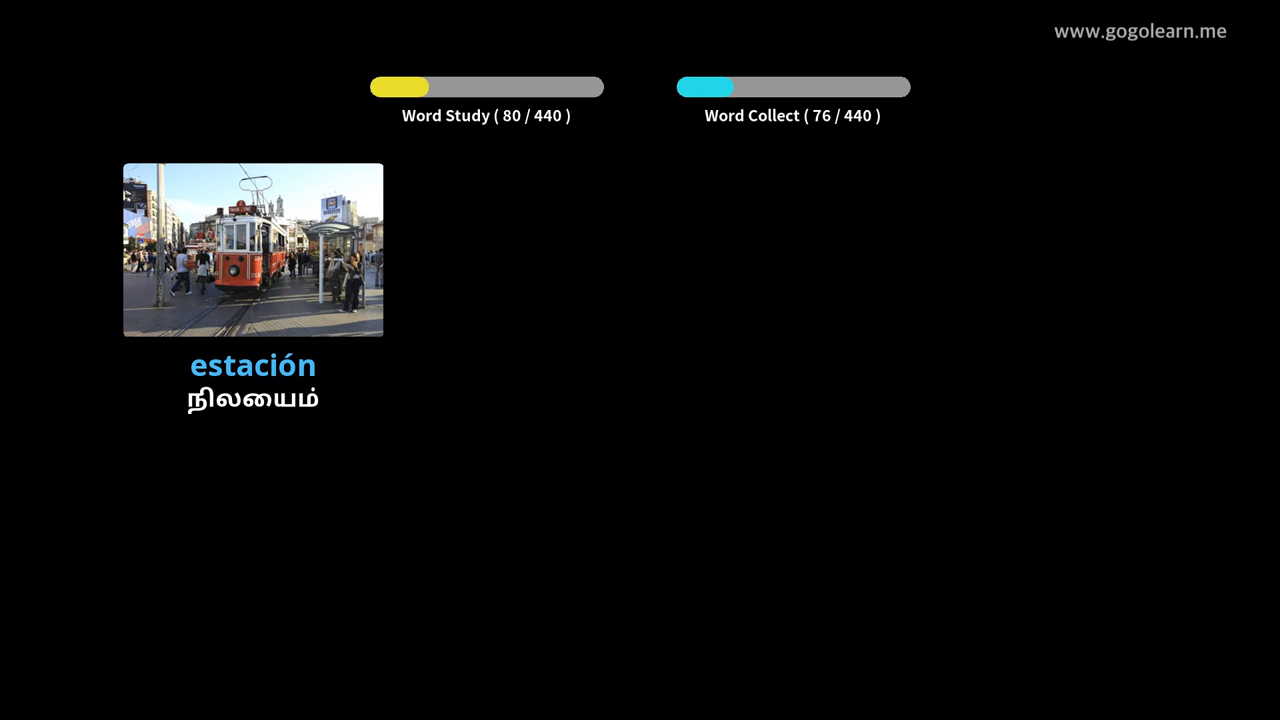 www.gogolearn.me
Word Study ( 80 / 440 )
Word Collect ( 76 / 440 )
estación
நிலையம்